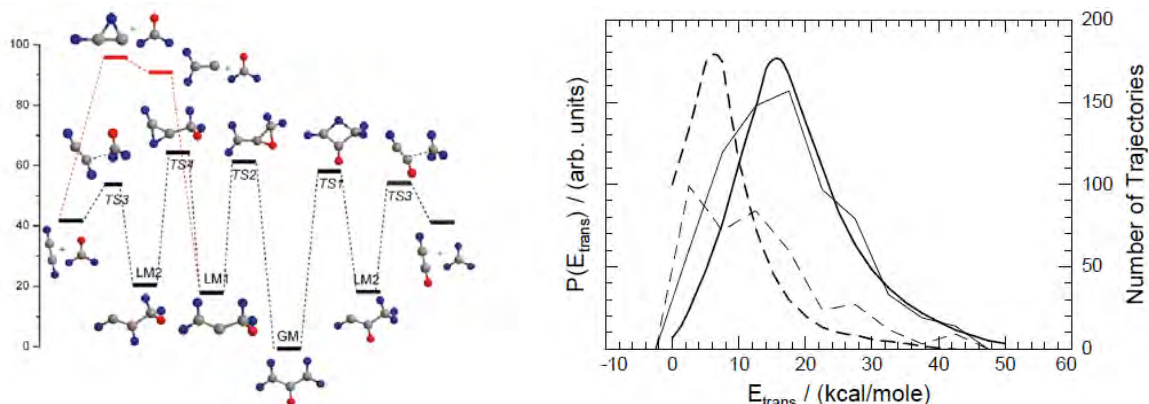 100
80
60
40
20
0
+
+
TS3
TS4
TS2
TS1
TS3
+
LM2
LM1
GM
LM2
+
P(E_trans) / (arb. units)
200
150
100
50
0
Number of Trajectories
-10 0 10 20 30 40 50 60
E_trans / (kcal/mole)